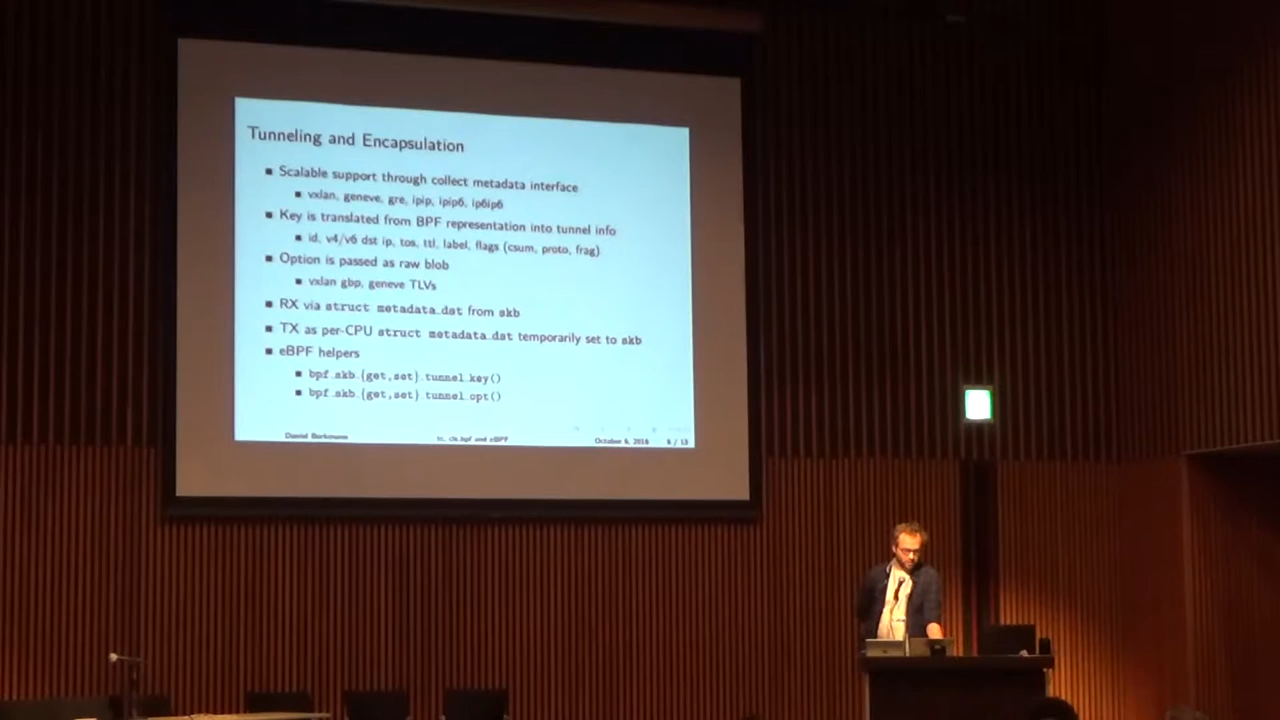 Tunneling and Encapsulation
Scalable support through collect metadata interface
vxlan, geneve, gre, ipip, ipip6, ip6ip6
Key is translated from BPF representation into tunnel info
id, v4/v6 dst ip, tos, ttl, label, flags (csum, proto, frag)
Option is passed as raw blob
vxlan gbp, geneve TLVs
RX via struct metadata_dst from skb
TX as per-CPU struct metadata_dst temporarily set to skb
eBPF helpers
bpf_skb_{get,set}_tunnel_key()
bpf_skb_{get,set}_tunnel_opt()
Daniel Borkmann tc, cls_bpf and eBPF October 6, 2016 / 13